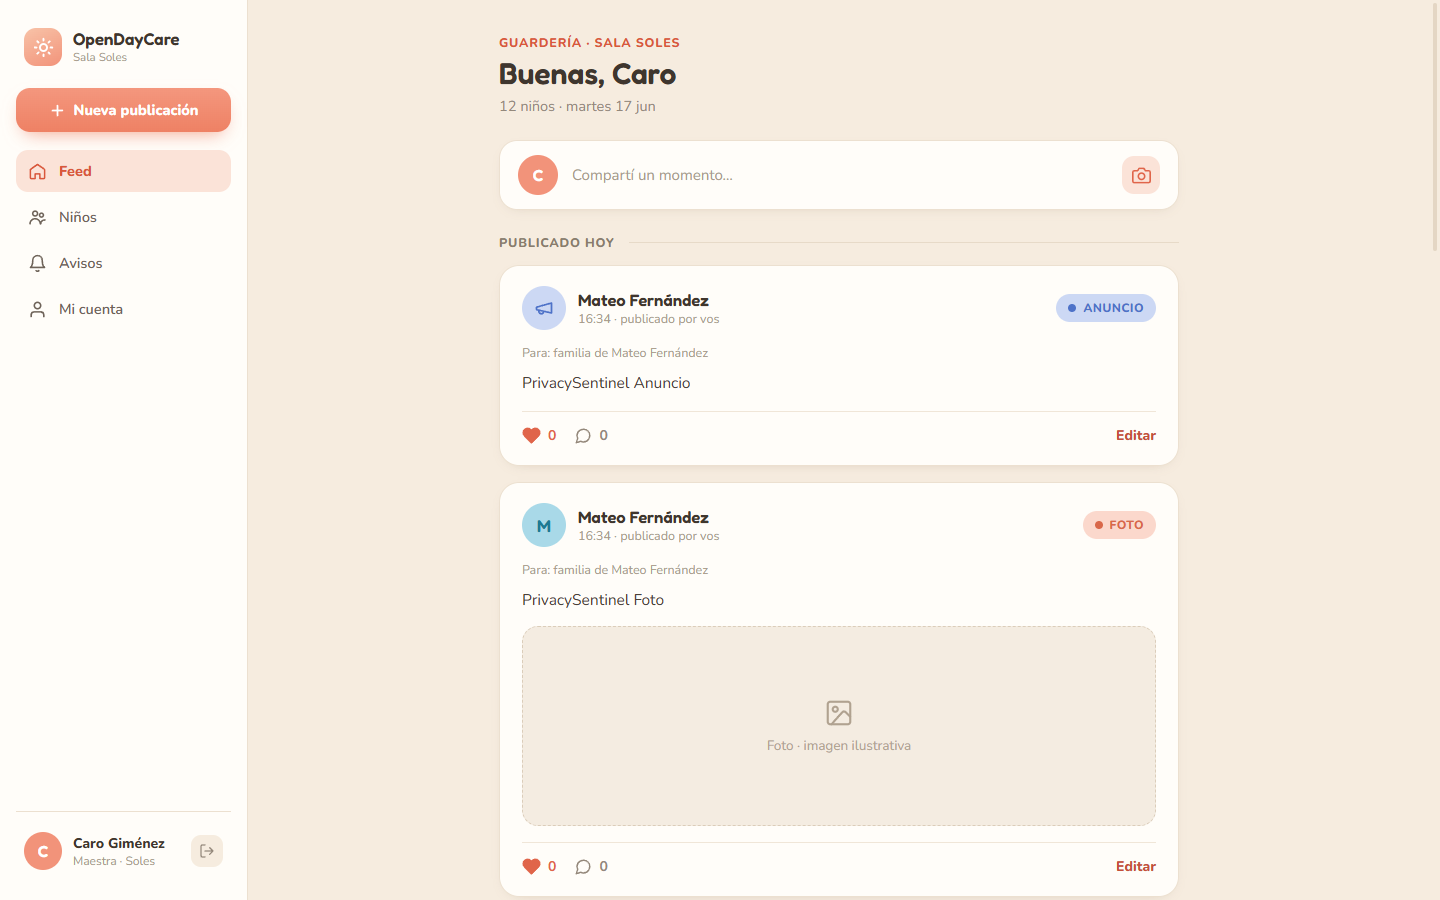 OpenDayCare
Sala Soles
Nueva publicación
Feed
Niños
Avisos
Mi cuenta
C
Caro Giménez
Maestra · Soles
GUARDERÍA · SALA SOLES
Buenas, Caro
12 niños · martes 17 jun
C
Compartí un momento...
PUBLICADO HOY
Mateo Fernández
16:34 · publicado por vos
ANUNCIO
Para: familia de Mateo Fernández
PrivacySentinel Anuncio
0
0
Editar
M
Mateo Fernández
16:34 · publicado por vos
FOTO
Para: familia de Mateo Fernández
PrivacySentinel Foto
Foto · imagen ilustrativa
0
0
Editar